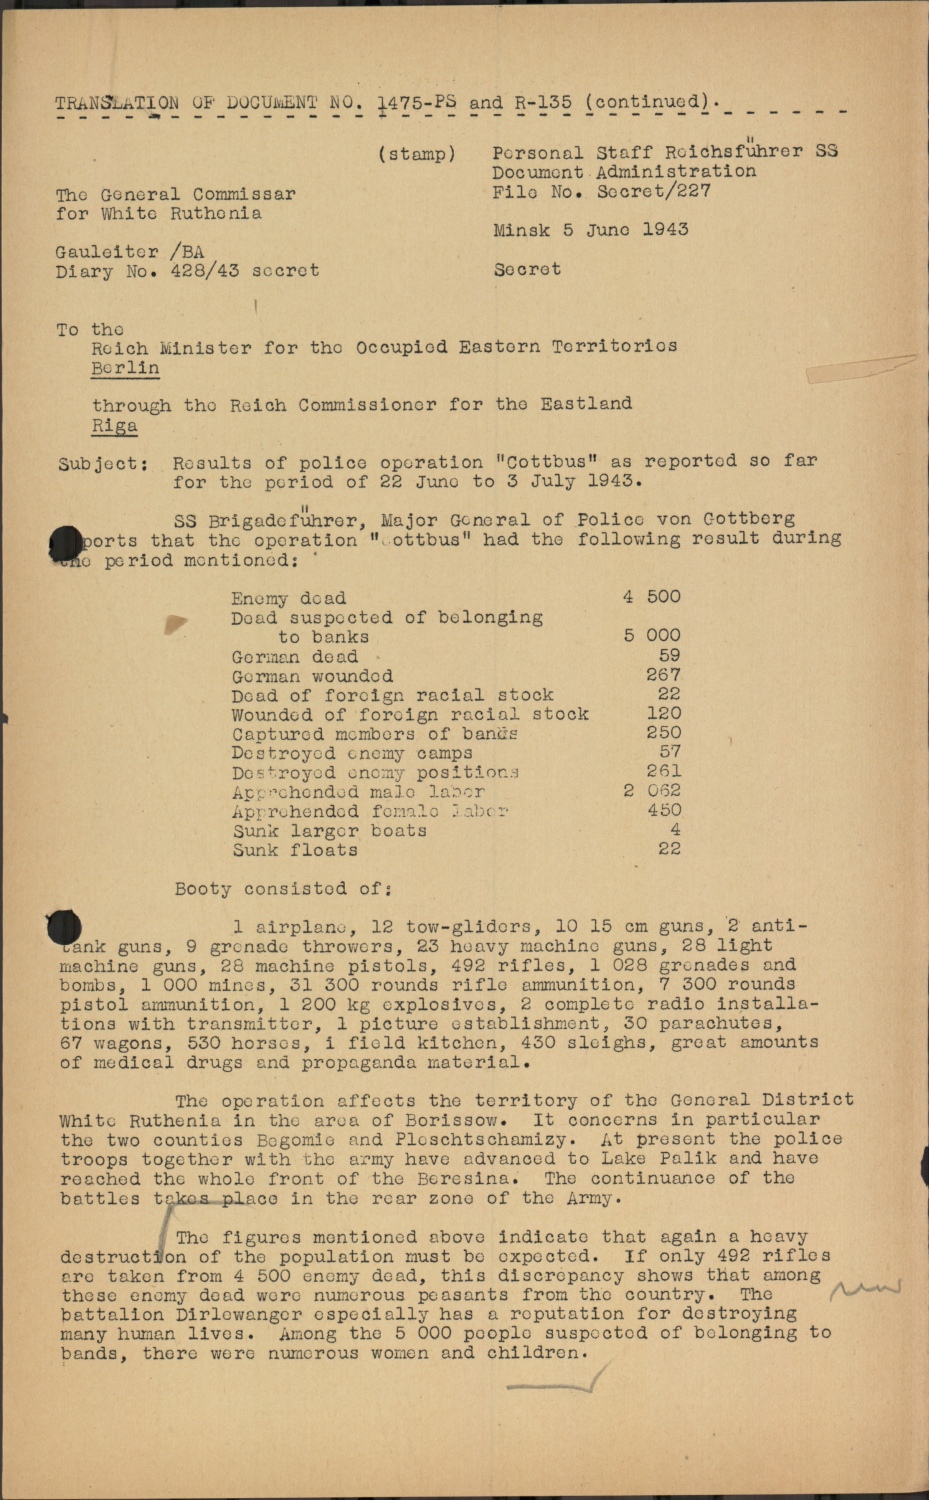 TRANSLATION OF DOCUMENT NO. 1475-PS and R-135 (continued).
(stamp) Personal Staff Reichsführer SS
Document Administration
The General Commissar File No. Secret/227
for White Ruthenia
Minsk 5 June 1943
Gauleiter /BA
Diary No. 428/43 secret Secret
To the
Reich Minister for the Occupied Eastern Territories
Berlin
through the Reich Commissioner for the Eastland
Riga
Subject: Results of police operation "Cottbus" as reported so far
for the period of 22 June to 3 July 1943.
SS Brigadeführer, Major General of Police von Gottberg
ports that the operation " ottbus" had the following result during
the period mentioned:
Enemy dead 4 500
Dead suspected of belonging
to banks 5 000
German dead 59
German wounded 267
Dead of foreign racial stock 22
Wounded of foreign racial stock 120
Captured members of bands 250
Destroyed enemy camps 57
Destroyed enemy positions 261
Apprehended male labor 2 062
Apprehended female labor 450
Sunk larger boats 4
Sunk floats 22
Booty consisted of:
1 airplane, 12 tow-gliders, 10 15 cm guns, 2 anti-
tank guns, 9 grenade throwers, 23 heavy machine guns, 28 light
machine guns, 28 machine pistols, 492 rifles, 1 028 grenades and
bombs, 1 000 mines, 31 300 rounds rifle ammunition, 7 300 rounds
pistol ammunition, 1 200 kg explosives, 2 complete radio installa-
tions with transmitter, 1 picture establishment, 30 parachutes,
67 wagons, 530 horses, 1 field kitchen, 430 sleighs, great amounts
of medical drugs and propaganda material.
The operation affects the territory of the General District
White Ruthenia in the area of Borissow. It concerns in particular
the two counties Begomie and Pleschtschamizy. At present the police
troops together with the army have advanced to Lake Palik and have
reached the whole front of the Beresina. The continuance of the
battles takes place in the rear zone of the Army.
The figures mentioned above indicate that again a heavy
destruction of the population must be expected. If only 492 rifles
are taken from 4 500 enemy dead, this discrepancy shows that among
these enemy dead were numerous peasants from the country. The
battalion Dirlewanger especially has a reputation for destroying
many human lives. Among the 5 000 people suspected of belonging to
bands, there were numerous women and children.